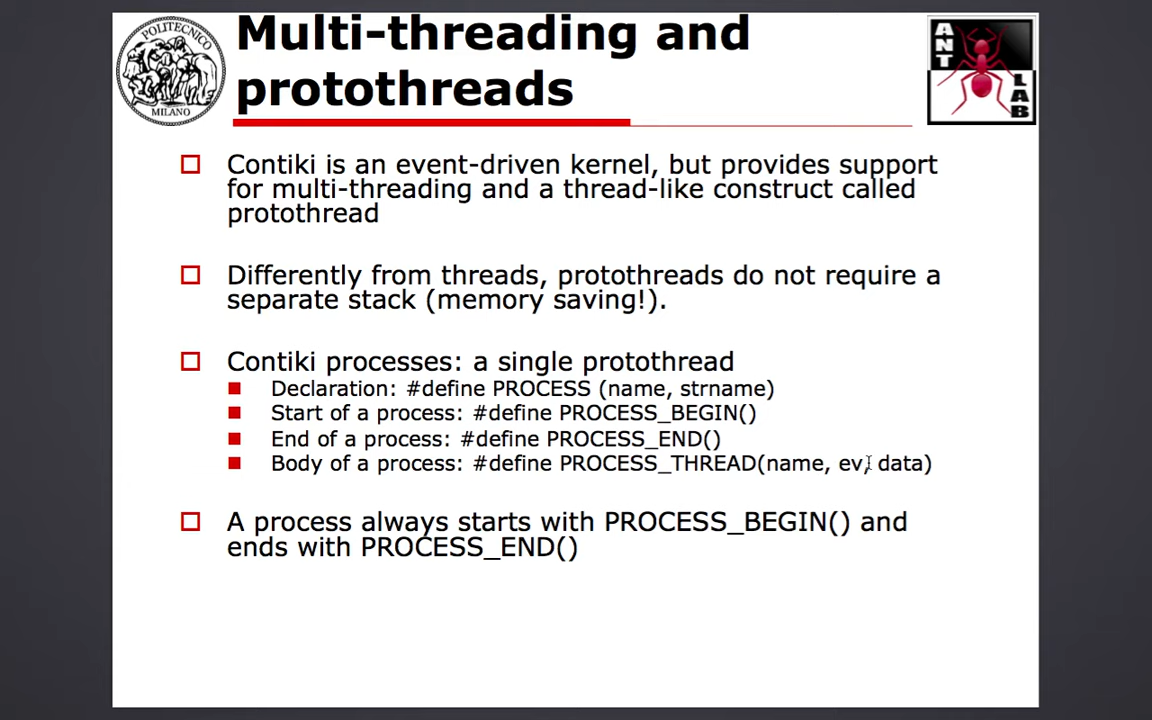 Multi-threading and
protothreads
POLITECNICO
MILANO
ANT
LAB
Contiki is an event-driven kernel, but provides support
for multi-threading and a thread-like construct called
protothread
Differently from threads, protothreads do not require a
separate stack (memory saving!).
Contiki processes: a single protothread
Declaration: #define PROCESS (name, strname)
Start of a process: #define PROCESS_BEGIN()
End of a process: #define PROCESS_END()
Body of a process: #define PROCESS_THREAD(name, ev, data)
A process always starts with PROCESS_BEGIN() and
ends with PROCESS_END()